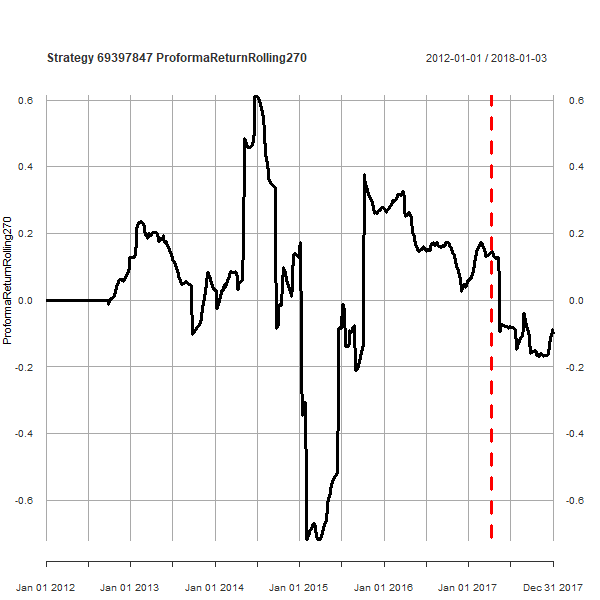 Strategy 69397847 ProformaReturnRolling270
2012-01-01 / 2018-01-03
ProformaReturnRolling270
0.6 0.6
0.4 0.4
0.2 0.2
0.0 0.0
-0.2 -0.2
-0.4 -0.4
-0.6 -0.6
Jan 01 2012 Jan 01 2013 Jan 01 2014 Jan 01 2015 Jan 01 2016 Jan 01 2017 Dec 31 2017